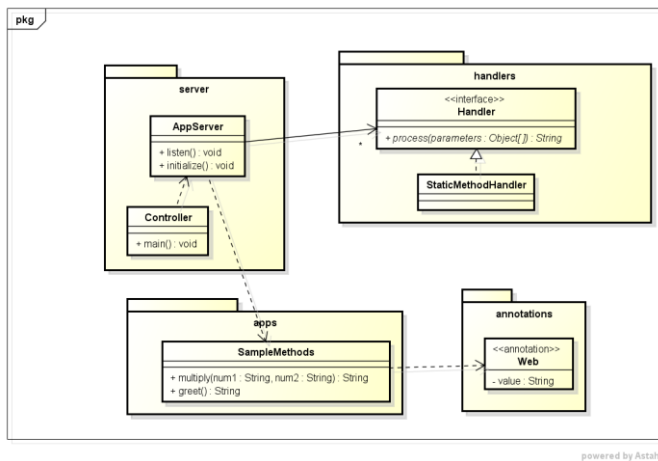 pkg
server
AppServer
+ listen() : void
+ initialize() : void
Controller
+ main() : void
handlers
<<interface>>
Handler
+ process(parameters : Object[]) : String
*
StaticMethodHandler
apps
SampleMethods
+ multiply(num1 : String, num2 : String) : String
+ greet() : String
annotations
<<annotation>>
Web
- value : String
powered by Astah